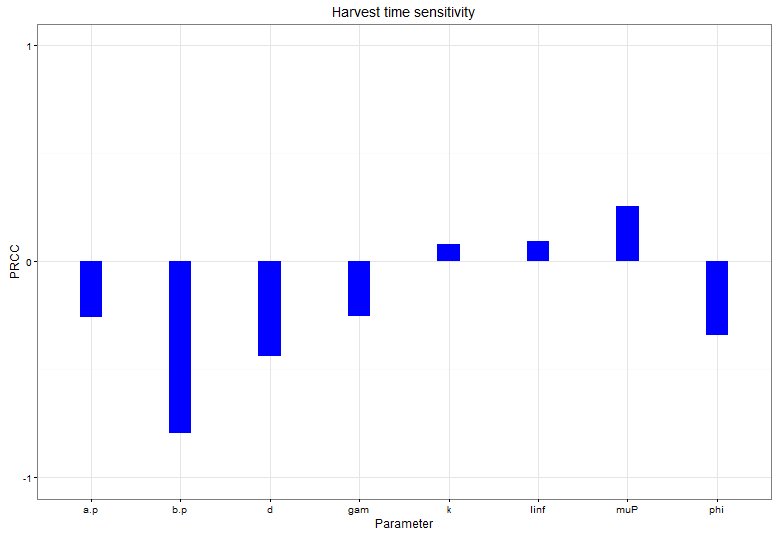 Harvest time sensitivity
1
0
-1
PRCC
a.p b.p d gam k linf muP phi
Parameter